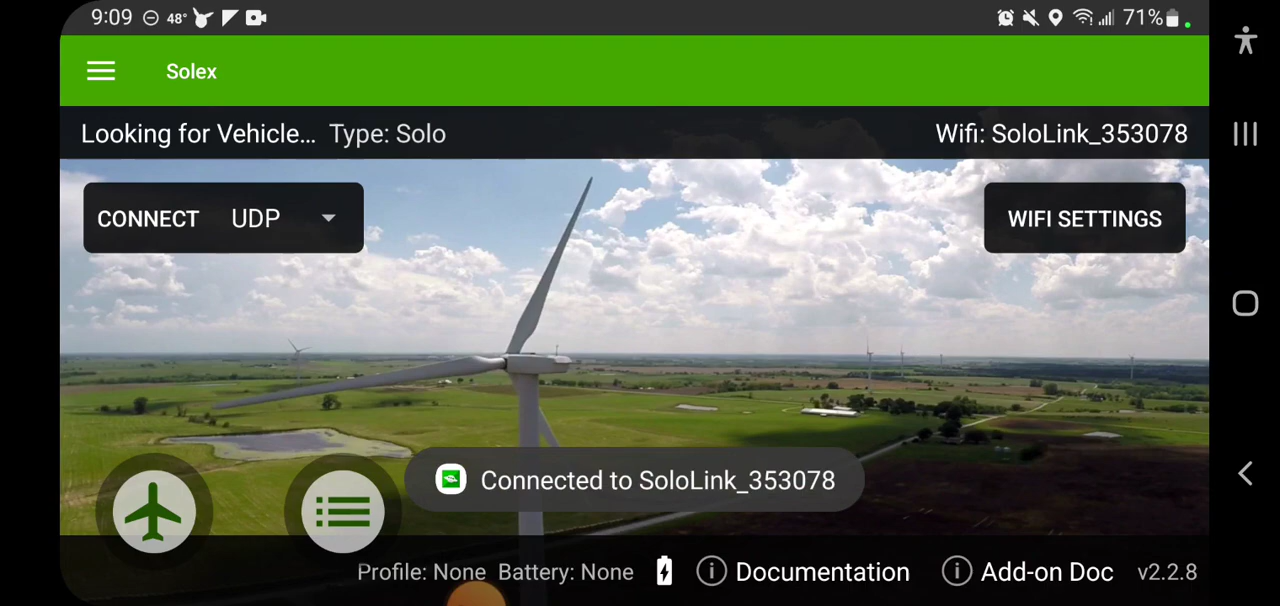 9:09 48° 71%
Solex
Looking for Vehicle... Type: Solo Wifi: SoloLink_353078
CONNECT UDP WIFI SETTINGS
Connected to SoloLink_353078
Profile: None Battery: None Documentation Add-on Doc v2.2.8